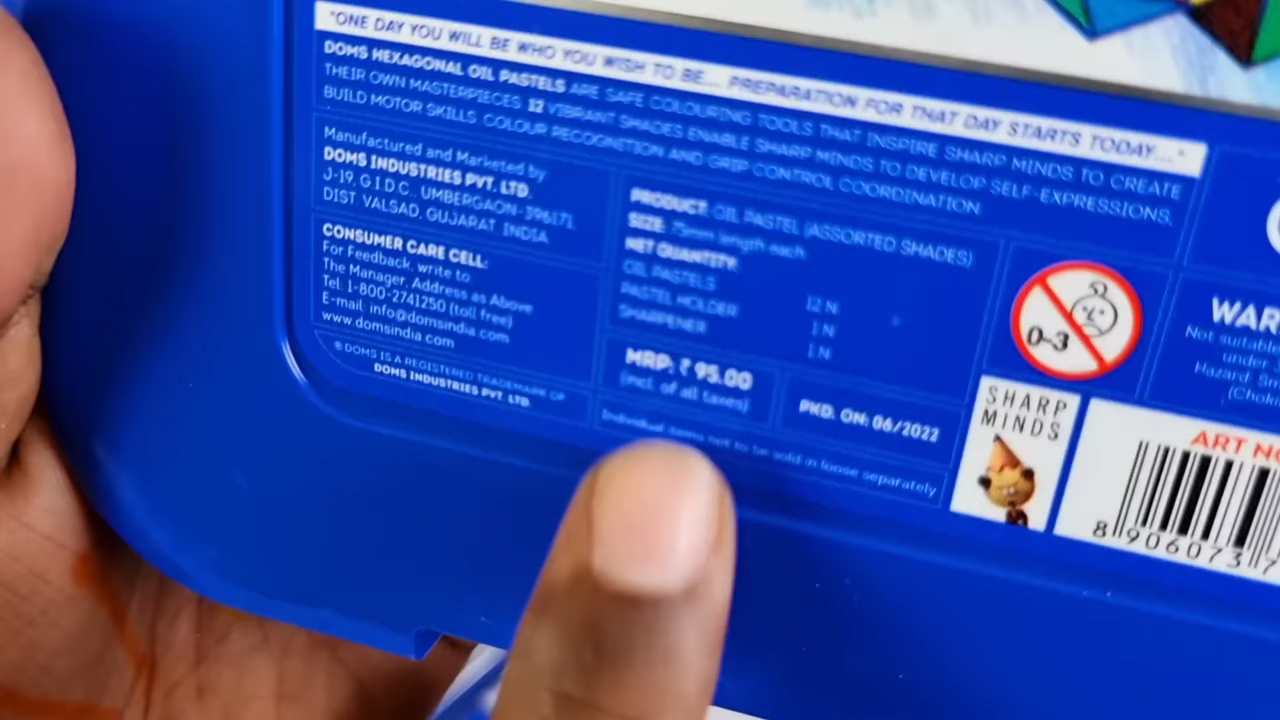 "ONE DAY YOU WILL BE WHO YOU WISH TO BE... PREPARATION FOR THAT DAY STARTS TODAY..."
DOMS HEXAGONAL OIL PASTELS ARE SAFE COLOURING TOOLS THAT INSPIRE SHARP MINDS TO CREATE
THEIR OWN MASTERPIECES. 12 VIBRANT SHADES ENABLE SHARP MINDS TO DEVELOP SELF-EXPRESSIONS,
BUILD MOTOR SKILLS, COLOUR RECOGNITION AND GRIP CONTROL COORDINATION.
Manufactured and Marketed by
DOMS INDUSTRIES PVT. LTD.
J-19, G.I.D.C., UMBERGAON-396171,
DIST. VALSAD, GUJARAT, INDIA
CONSUMER CARE CELL:
For Feedback, write to
The Manager, Address as Above
Tel. 1-800-2741250 (toll free)
E-mail: info@domsindia.com
www.domsindia.com
® DOMS IS A REGISTERED TRADEMARK OF
DOMS INDUSTRIES PVT. LTD.
PRODUCT: OIL PASTEL (ASSORTED SHADES)
SIZE: 75mm length each
NET QUANTITY:
OIL PASTELS 12 N
PASTEL HOLDER 1 N
SHARPENER 1 N
MRP: ₹ 95.00
(incl. of all taxes)
PKD. ON: 06/2022
Individual items not to be sold in loose separately
0-3
SHARP
MINDS
WAR
Not suitable
under
Hazard, Sm
(Choki
ART NO
8 906073 7